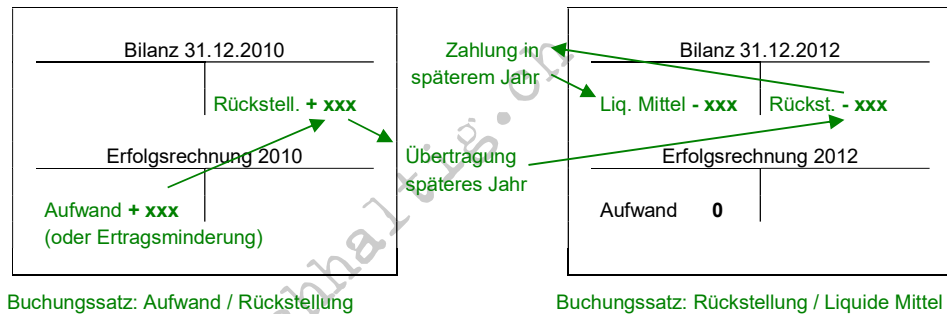 Bilanz 31.12.2010
Rückstell. + xxx
Erfolgsrechnung 2010
Aufwand + xxx
(oder Ertragsminderung)
Buchungssatz: Aufwand / Rückstellung
Zahlung in
späterem Jahr
Übertragung
späteres Jahr
Bilanz 31.12.2012
Liq. Mittel - xxx
Rückst. - xxx
Erfolgsrechnung 2012
Aufwand 0
Buchungssatz: Rückstellung / Liquide Mittel